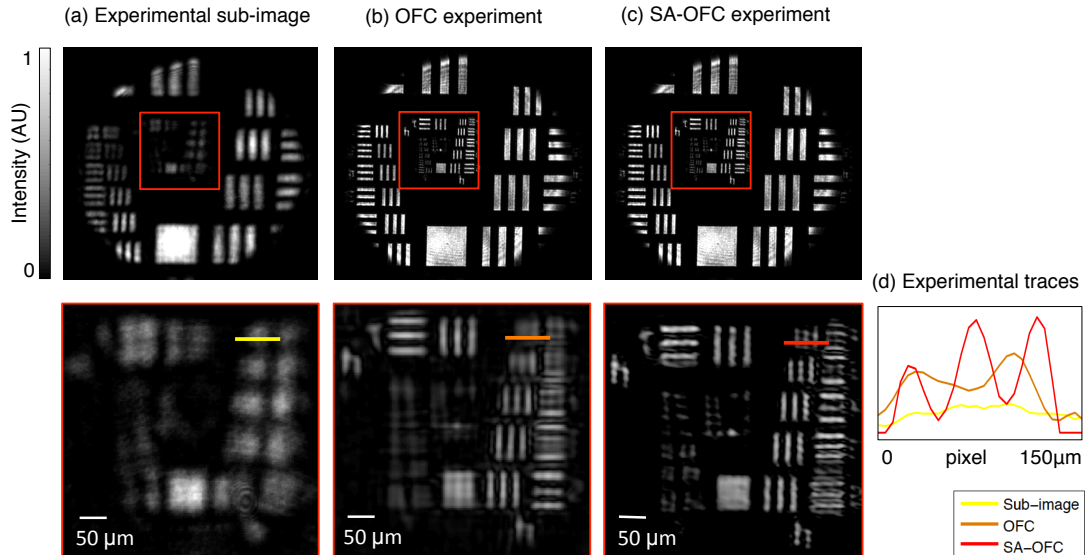 (a) Experimental sub-image
(b) OFC experiment
(c) SA-OFC experiment
1
Intensity (AU)
0
(d) Experimental traces
0 pixel 150μm
50 μm
50 μm
50 μm
Sub-image
OFC
SA-OFC